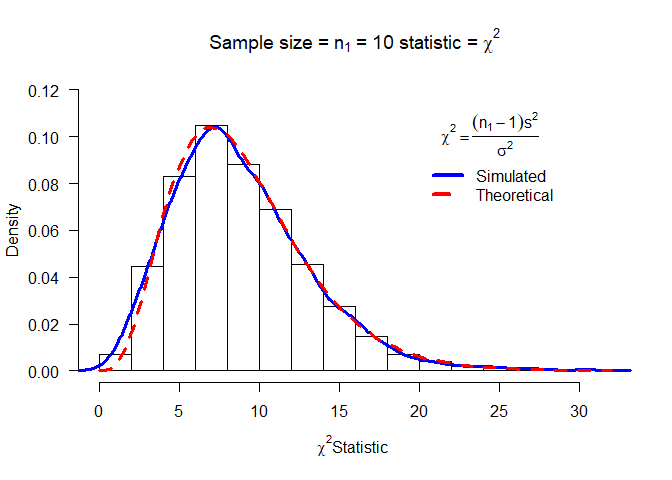 Sample size = n₁ = 10 statistic = χ²
0.12
0.10
0.08
0.06
0.04
0.02
0.00
Density
χ² = (n₁ − 1)s² / σ²
Simulated
Theoretical
0 5 10 15 20 25 30
χ²Statistic